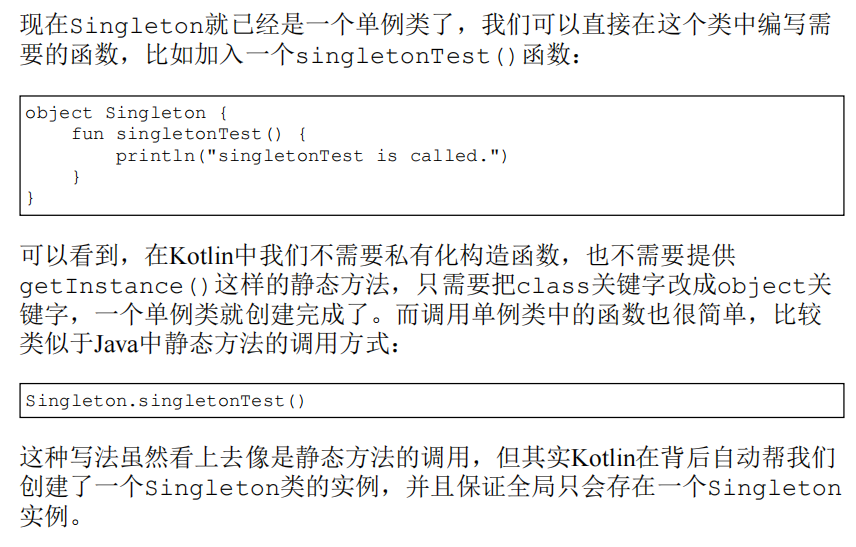 现在Singleton就已经是一个单例类了，我们可以直接在这个类中编写需
要的函数，比如加入一个singletonTest()函数：
object Singleton {
    fun singletonTest() {
        println("singletonTest is called.")
    }
}
可以看到，在Kotlin中我们不需要私有化构造函数，也不需要提供
getInstance()这样的静态方法，只需要把class关键字改成object关
键字，一个单例类就创建完成了。而调用单例类中的函数也很简单，比较
类似于Java中静态方法的调用方式：
Singleton.singletonTest()
这种写法虽然看上去像是静态方法的调用，但其实Kotlin在背后自动帮我们
创建了一个Singleton类的实例，并且保证全局只会存在一个Singleton
实例。